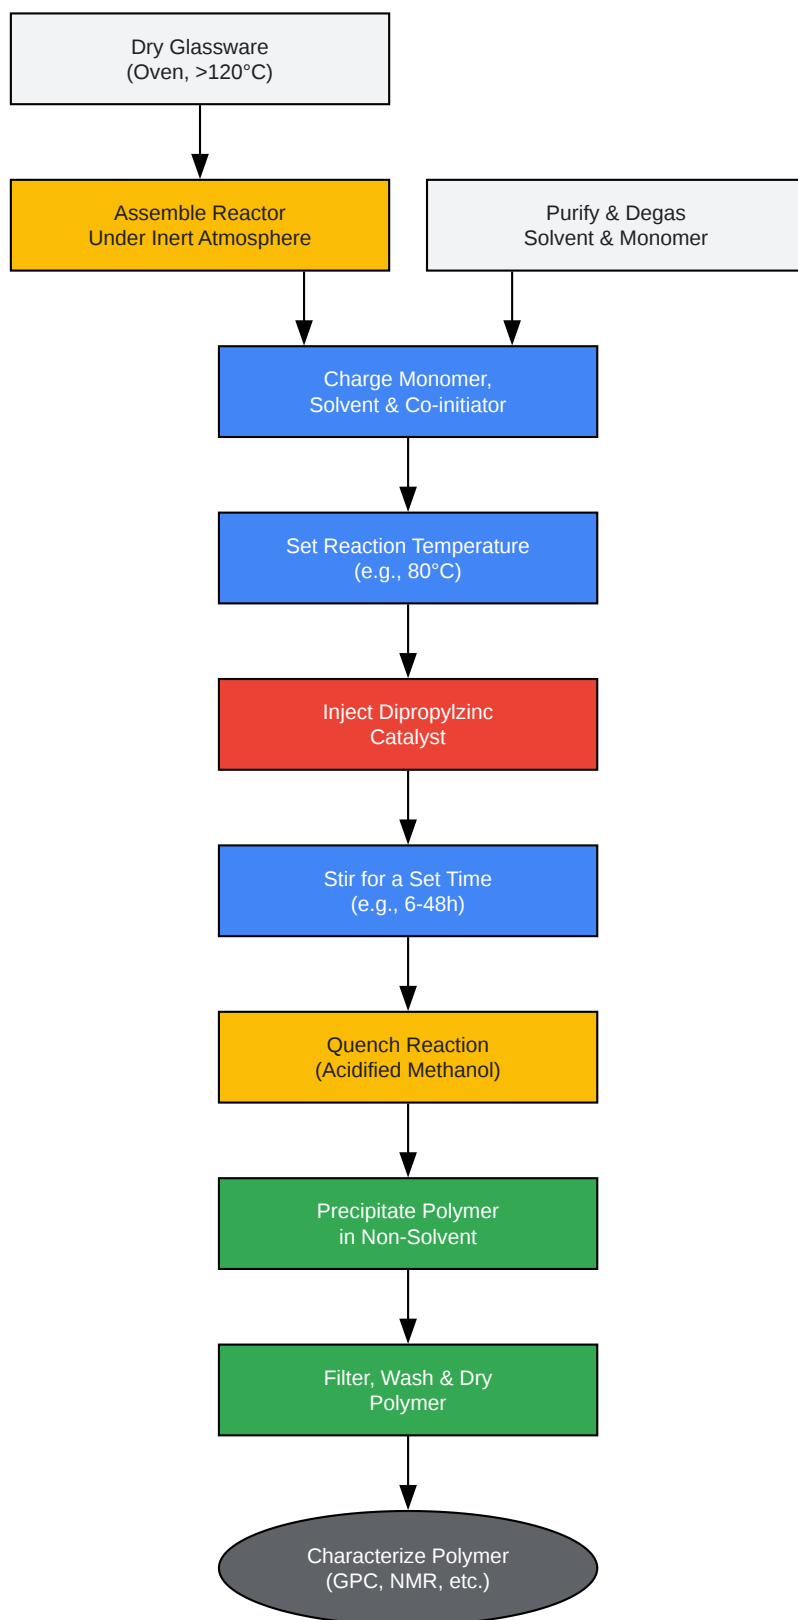 Dry Glassware
(Oven, >120°C)
Assemble Reactor
Under Inert Atmosphere
Purify & Degas
Solvent & Monomer
Charge Monomer,
Solvent & Co-initiator
Set Reaction Temperature
(e.g., 80°C)
Inject Dipropylzinc
Catalyst
Stir for a Set Time
(e.g., 6-48h)
Quench Reaction
(Acidified Methanol)
Precipitate Polymer
in Non-Solvent
Filter, Wash & Dry
Polymer
Characterize Polymer
(GPC, NMR, etc.)